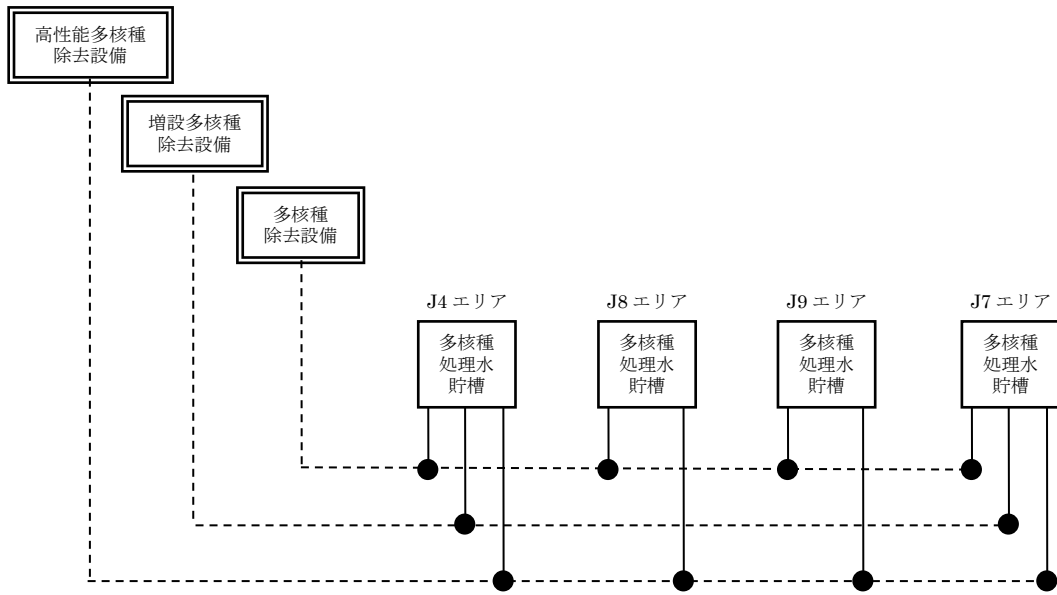 高性能多核種
除去設備
増設多核種
除去設備
多核種
除去設備
J4 エリア
J8 エリア
J9 エリア
J7 エリア
多核種
処理水
貯槽
多核種
処理水
貯槽
多核種
処理水
貯槽
多核種
処理水
貯槽